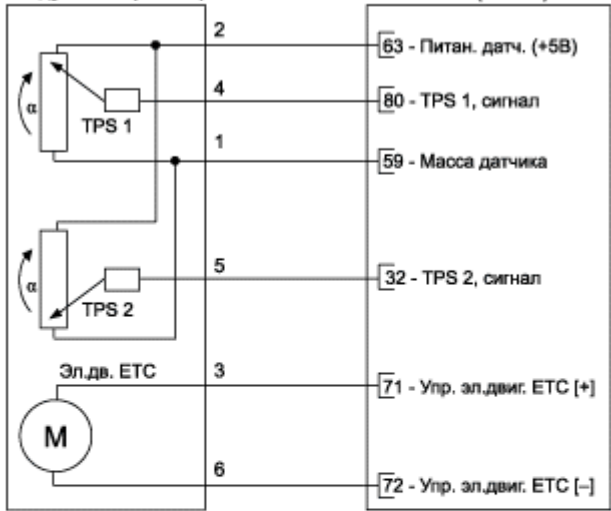 2
63 - Питан. датч. (+5В)
α
4
80 - TPS 1, сигнал
TPS 1
1
59 - Масса датчика
α
5
32 - TPS 2, сигнал
TPS 2
Эл.дв. ETC
3
71 - Упр. эл.двиг. ETC [+]
M
6
72 - Упр. эл.двиг. ETC [–]